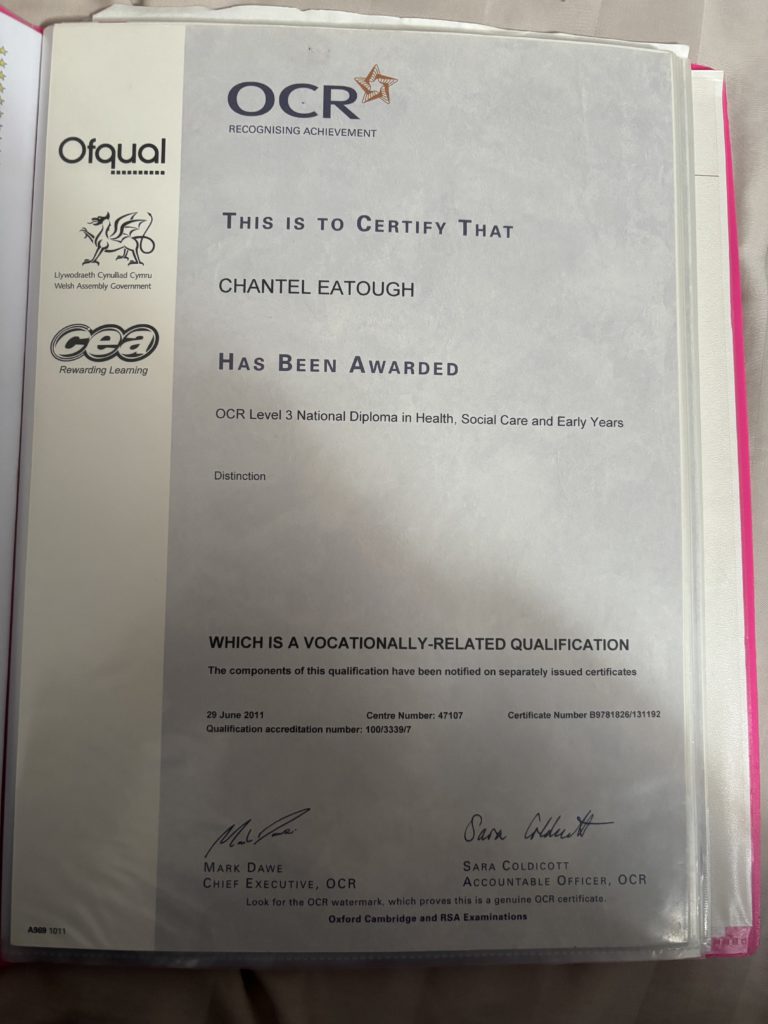 OCR
RECOGNISING ACHIEVEMENT
Ofqual
Llywodraeth Cynulliad Cymru
Welsh Assembly Government
cea
Rewarding Learning
THIS IS TO CERTIFY THAT
CHANTEL EATOUGH
HAS BEEN AWARDED
OCR Level 3 National Diploma in Health, Social Care and Early Years
Distinction
WHICH IS A VOCATIONALLY-RELATED QUALIFICATION
The components of this qualification have been notified on separately issued certificates
29 June 2011 Centre Number: 47107 Certificate Number B9781826/131192
Qualification accreditation number: 100/3339/7
Sara Coldicott
MARK DAWE
CHIEF EXECUTIVE, OCR
SARA COLDICOTT
ACCOUNTABLE OFFICER, OCR
Look for the OCR watermark, which proves this is a genuine OCR certificate.
Oxford Cambridge and RSA Examinations
A969 1011